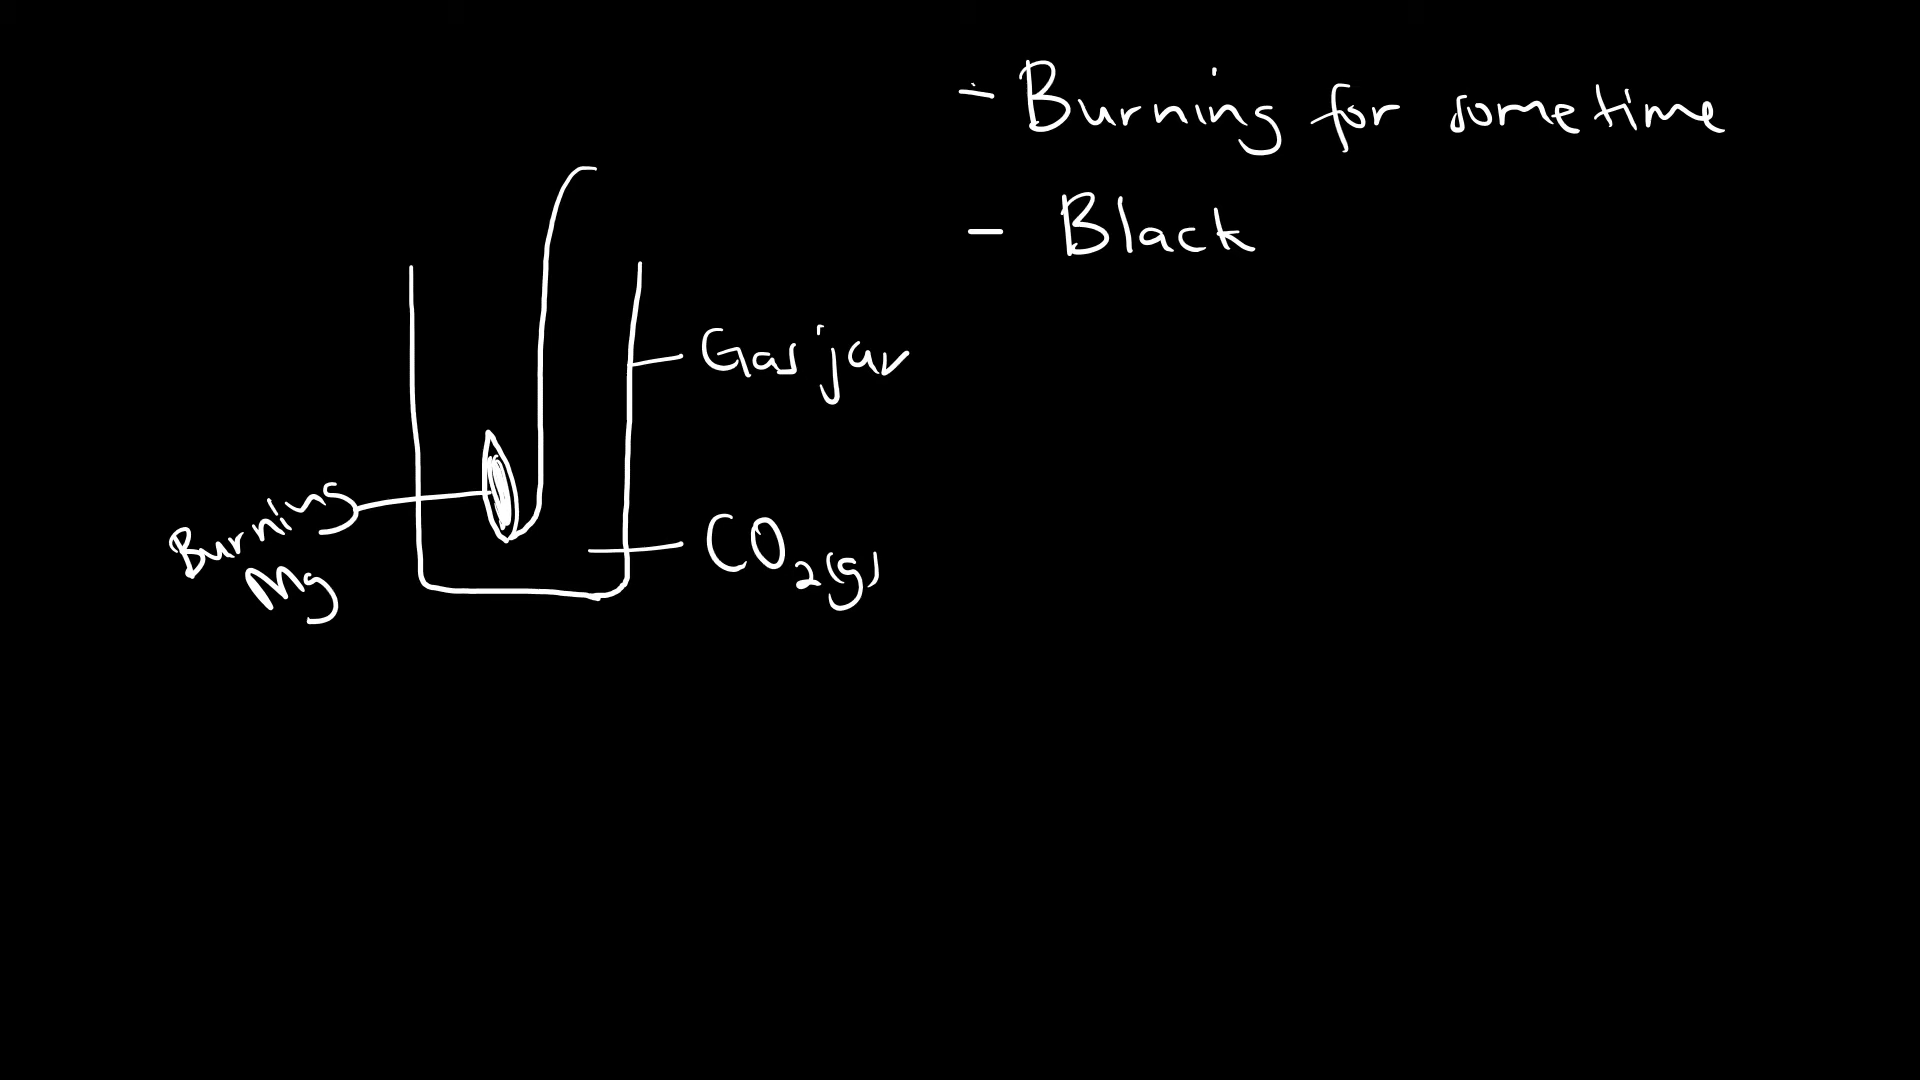 - Burning for sometime
- Black
Gas jar
Burning
Mg
CO2(g)